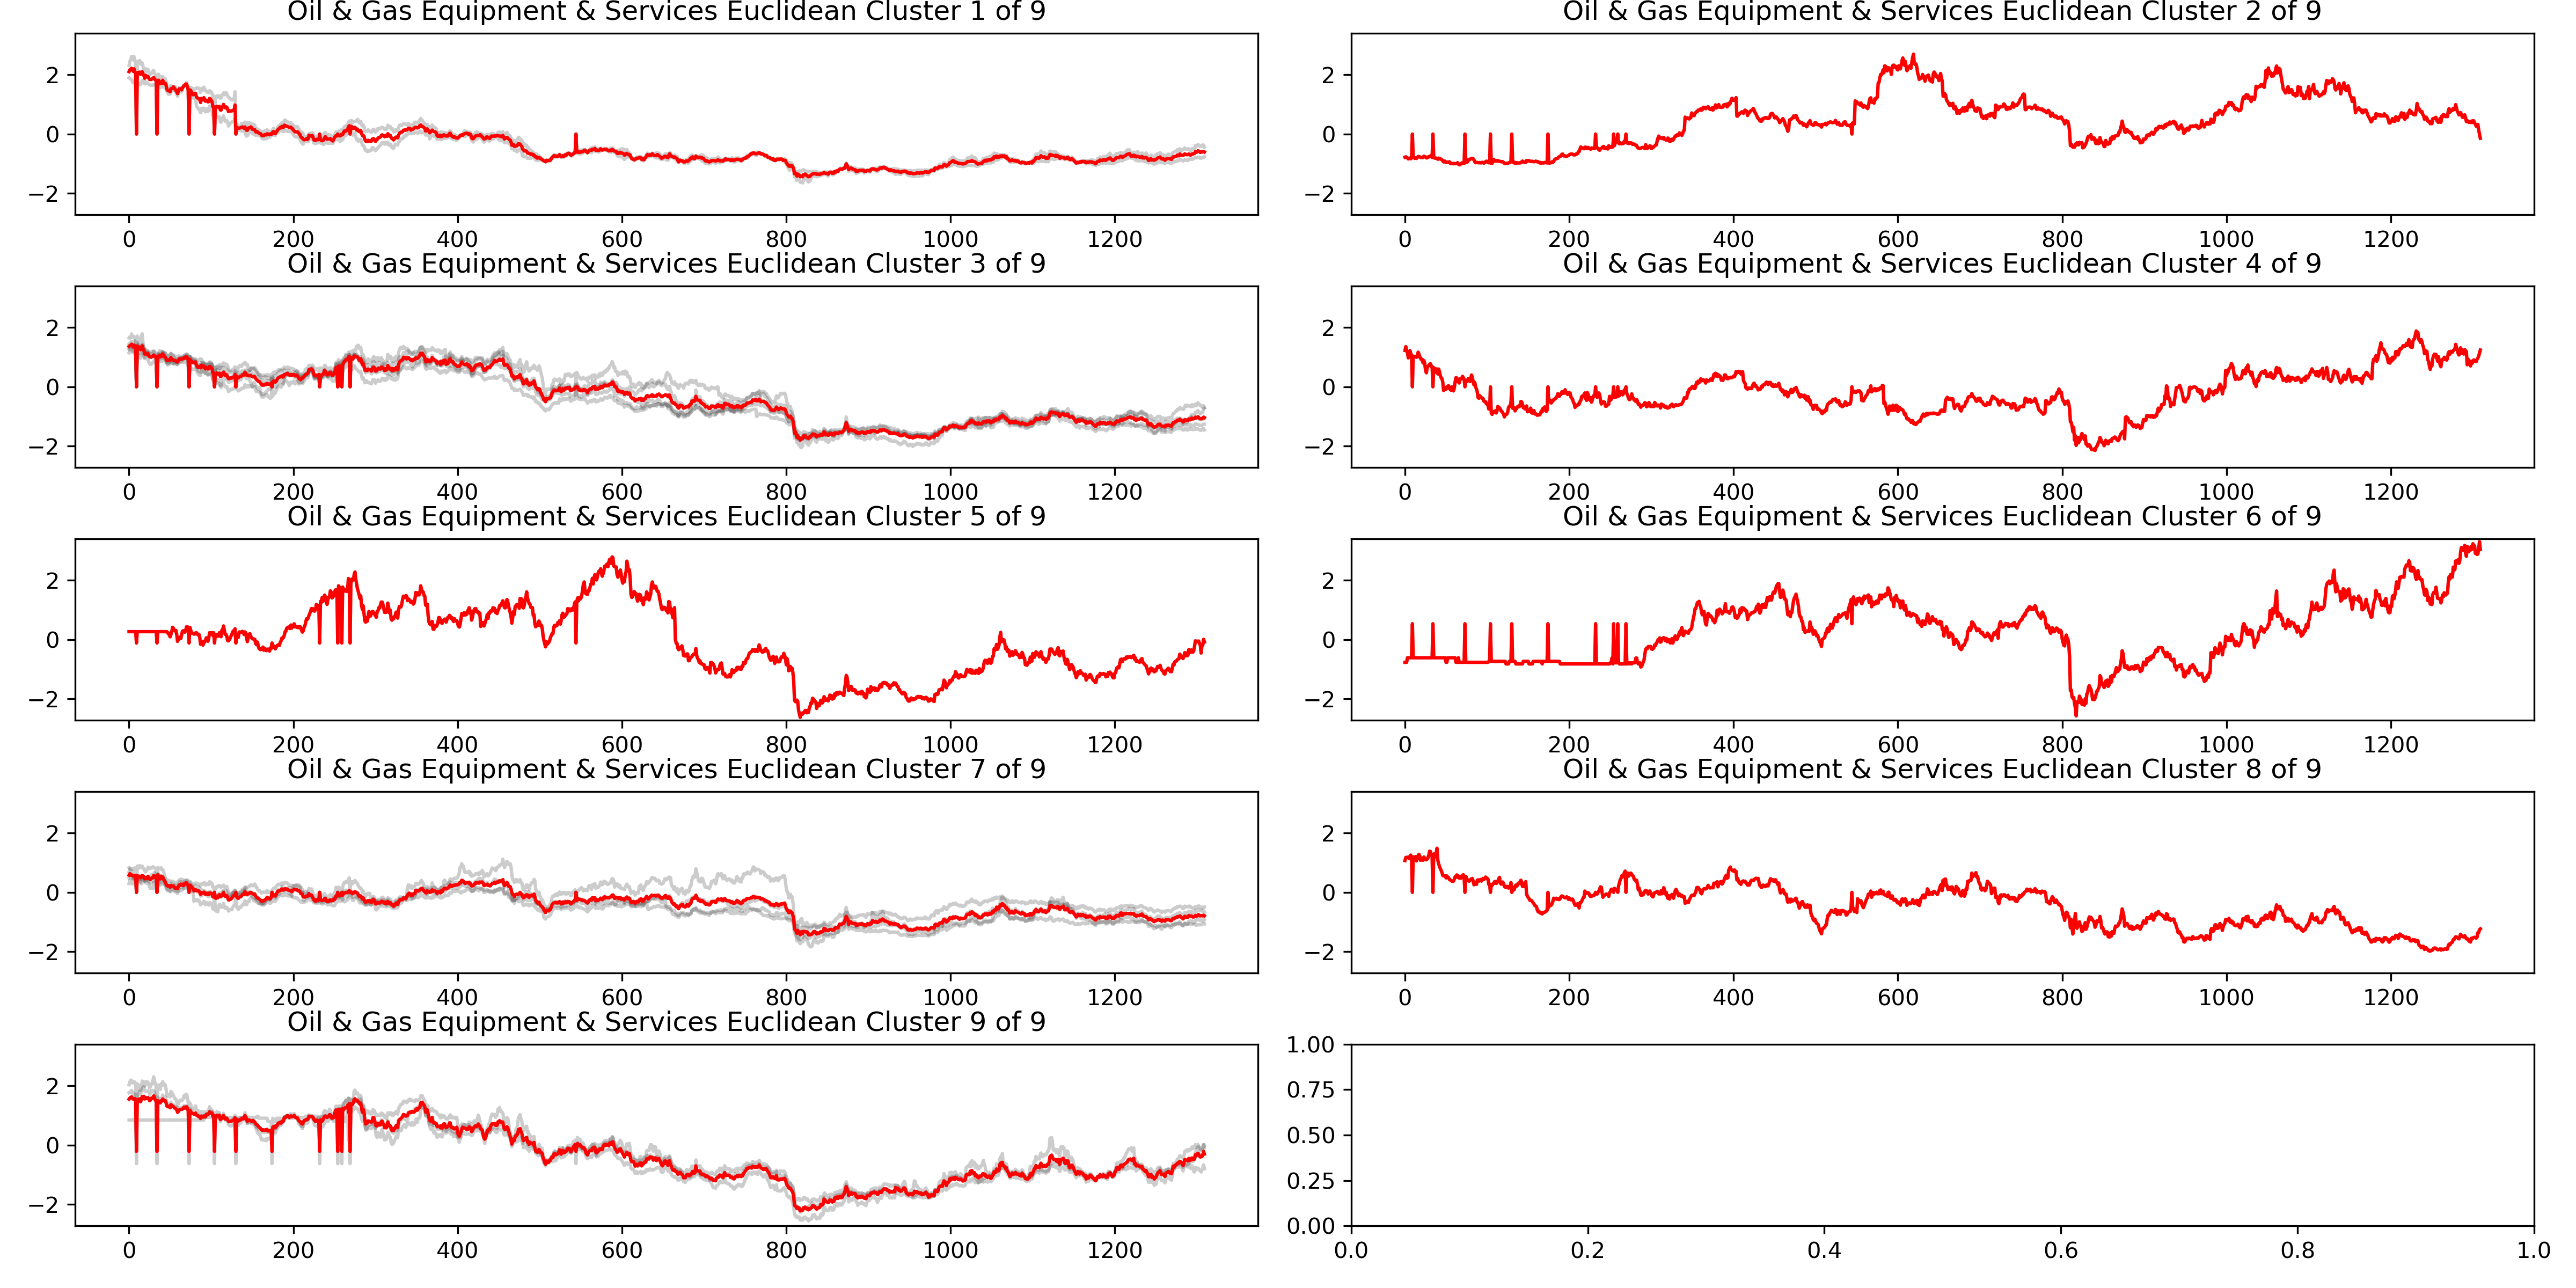 Oil & Gas Equipment & Services Euclidean Cluster 1 of 9
2
0
−2
0 200 400 600 800 1000 1200
Oil & Gas Equipment & Services Euclidean Cluster 2 of 9
2
0
−2
0 200 400 600 800 1000 1200
Oil & Gas Equipment & Services Euclidean Cluster 3 of 9
2
0
−2
0 200 400 600 800 1000 1200
Oil & Gas Equipment & Services Euclidean Cluster 4 of 9
2
0
−2
0 200 400 600 800 1000 1200
Oil & Gas Equipment & Services Euclidean Cluster 5 of 9
2
0
−2
0 200 400 600 800 1000 1200
Oil & Gas Equipment & Services Euclidean Cluster 6 of 9
2
0
−2
0 200 400 600 800 1000 1200
Oil & Gas Equipment & Services Euclidean Cluster 7 of 9
2
0
−2
0 200 400 600 800 1000 1200
Oil & Gas Equipment & Services Euclidean Cluster 8 of 9
2
0
−2
0 200 400 600 800 1000 1200
Oil & Gas Equipment & Services Euclidean Cluster 9 of 9
2
0
−2
0 200 400 600 800 1000 1200
1.00
0.75
0.50
0.25
0.00
0.0 0.2 0.4 0.6 0.8 1.0